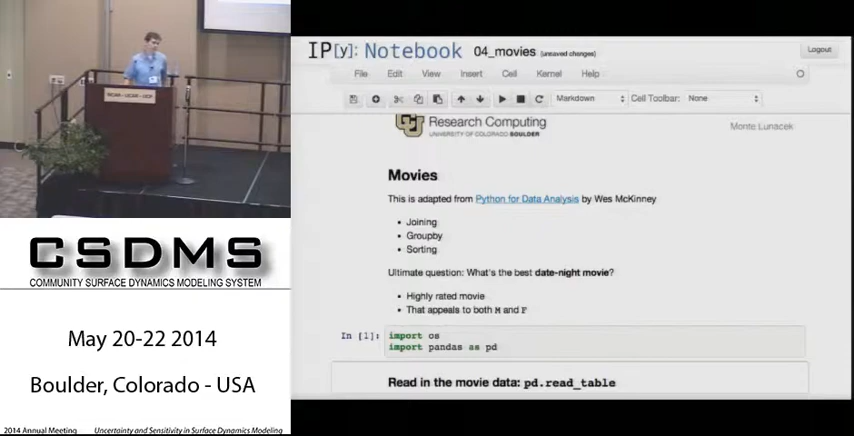 IP[y]: Notebook 04_movies (unsaved changes)
Logout
File Edit View Insert Cell Kernel Help
Markdown Cell Toolbar: None
CU Research Computing
UNIVERSITY OF COLORADO BOULDER
Monte Lunacek
Movies
This is adapted from Python for Data Analysis by Wes McKinney
• Joining
• Groupby
• Sorting
Ultimate question: What's the best date-night movie?
• Highly rated movie
• That appeals to both M and F
In [1]: import os
import pandas as pd
Read in the movie data: pd.read_table
CSDMS
COMMUNITY SURFACE DYNAMICS MODELING SYSTEM
May 20-22 2014
Boulder, Colorado - USA
2014 Annual Meeting Uncertainty and Sensitivity in Surface Dynamics Modeling